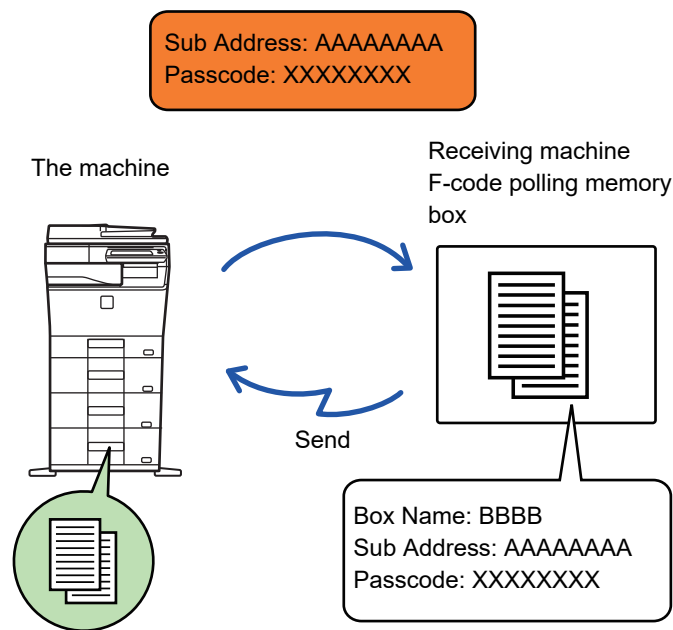 Sub Address: AAAAAAAA
Passcode: XXXXXXXX
The machine
Receiving machine
F-code polling memory
box
Send
Box Name: BBBB
Sub Address: AAAAAAAA
Passcode: XXXXXXXX